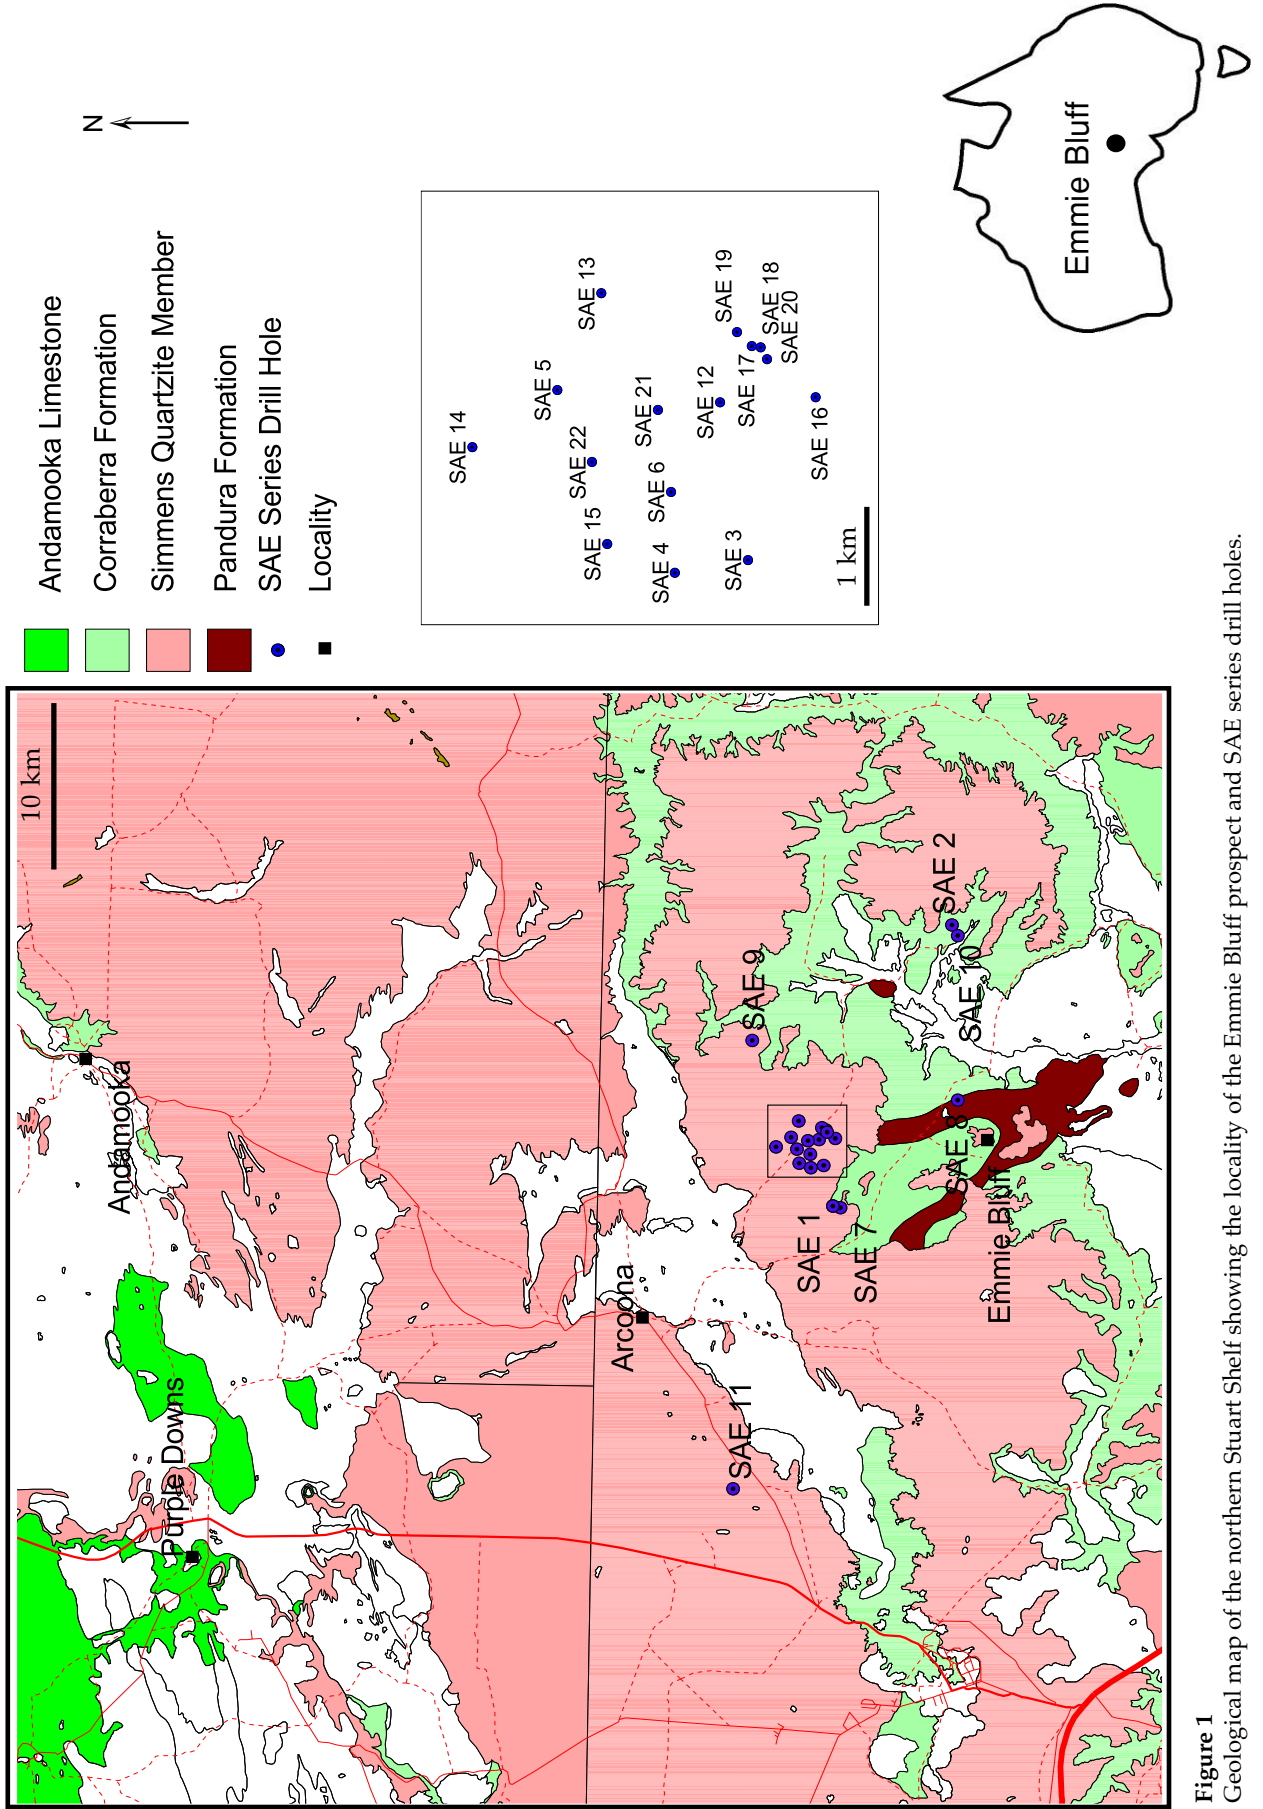 10 km
Andamooka
Purple Downs
Arcoona
SAE 11
SAE 9
SAE 1
SAE 7
SAE 2
SAE 10
SAE 8
Emmie Bluff
Andamooka Limestone
Corraberra Formation
Simmens Quartzite Member
Pandura Formation
SAE Series Drill Hole
Locality
N
SAE 14
SAE 5
SAE 13
SAE 22
SAE 15
SAE 21
SAE 6
SAE 4
SAE 12
SAE 19
SAE 3
SAE 17
SAE 18
SAE 20
SAE 16
1 km
Emmie Bluff
Figure 1
Geological map of the northern Stuart Shelf showing the locality of the Emmie Bluff prospect and SAE series drill holes.